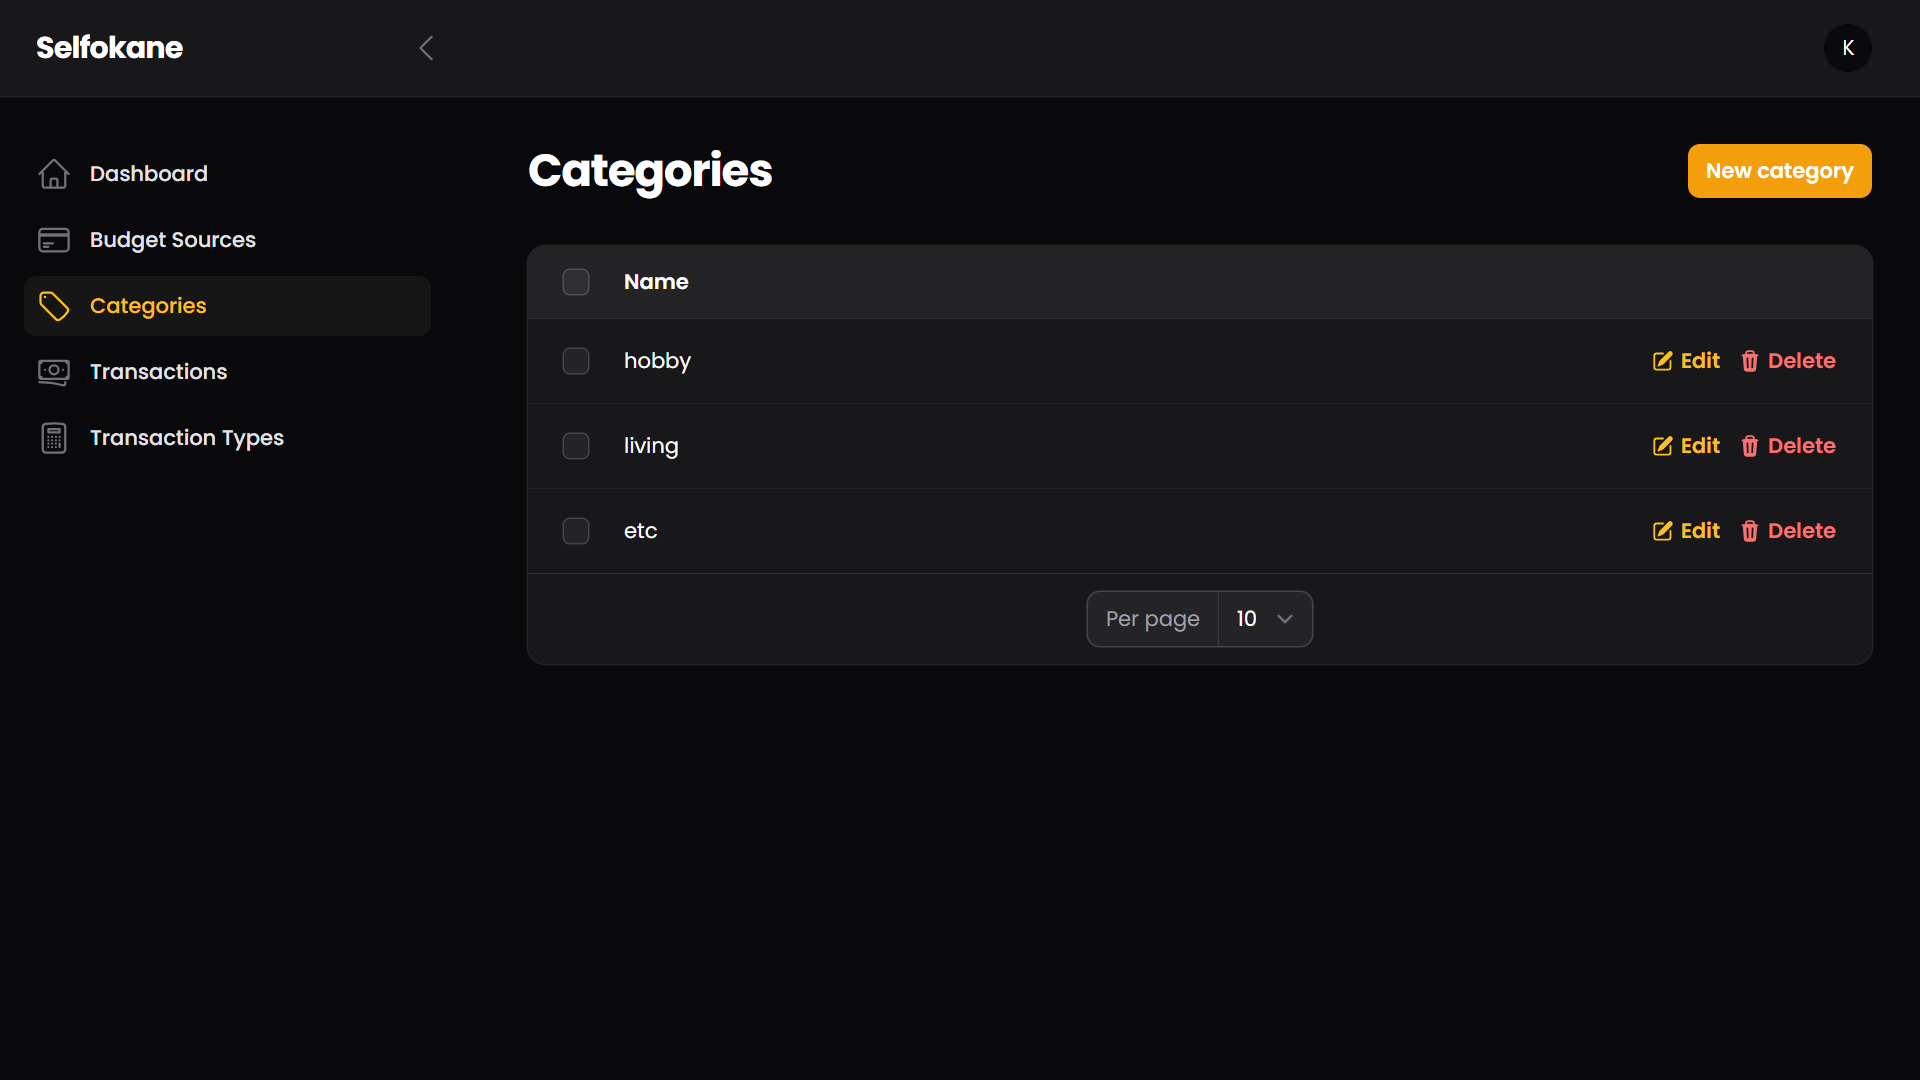 Selfokane
K
Dashboard
Budget Sources
Categories
Transactions
Transaction Types
Categories
New category
Name
hobby Edit Delete
living Edit Delete
etc Edit Delete
Per page 10